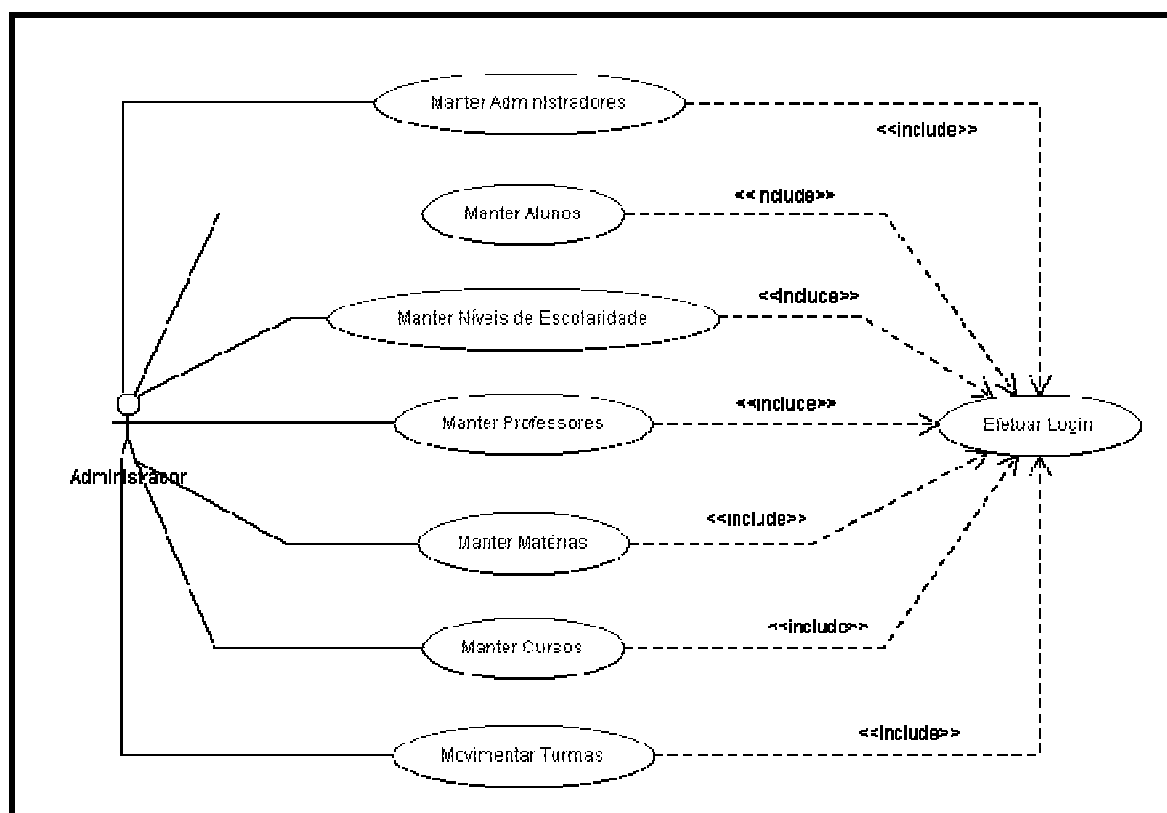 Manter Administradores
<<include>>
<<include>>
Manter Alunos
<<include>>
Manter Níveis de Escolaridade
<<include>>
Manter Professores
Efetuar Login
Administrador
<<include>>
Manter Matérias
<<include>>
Manter Cursos
<<include>>
Movimentar Turmas